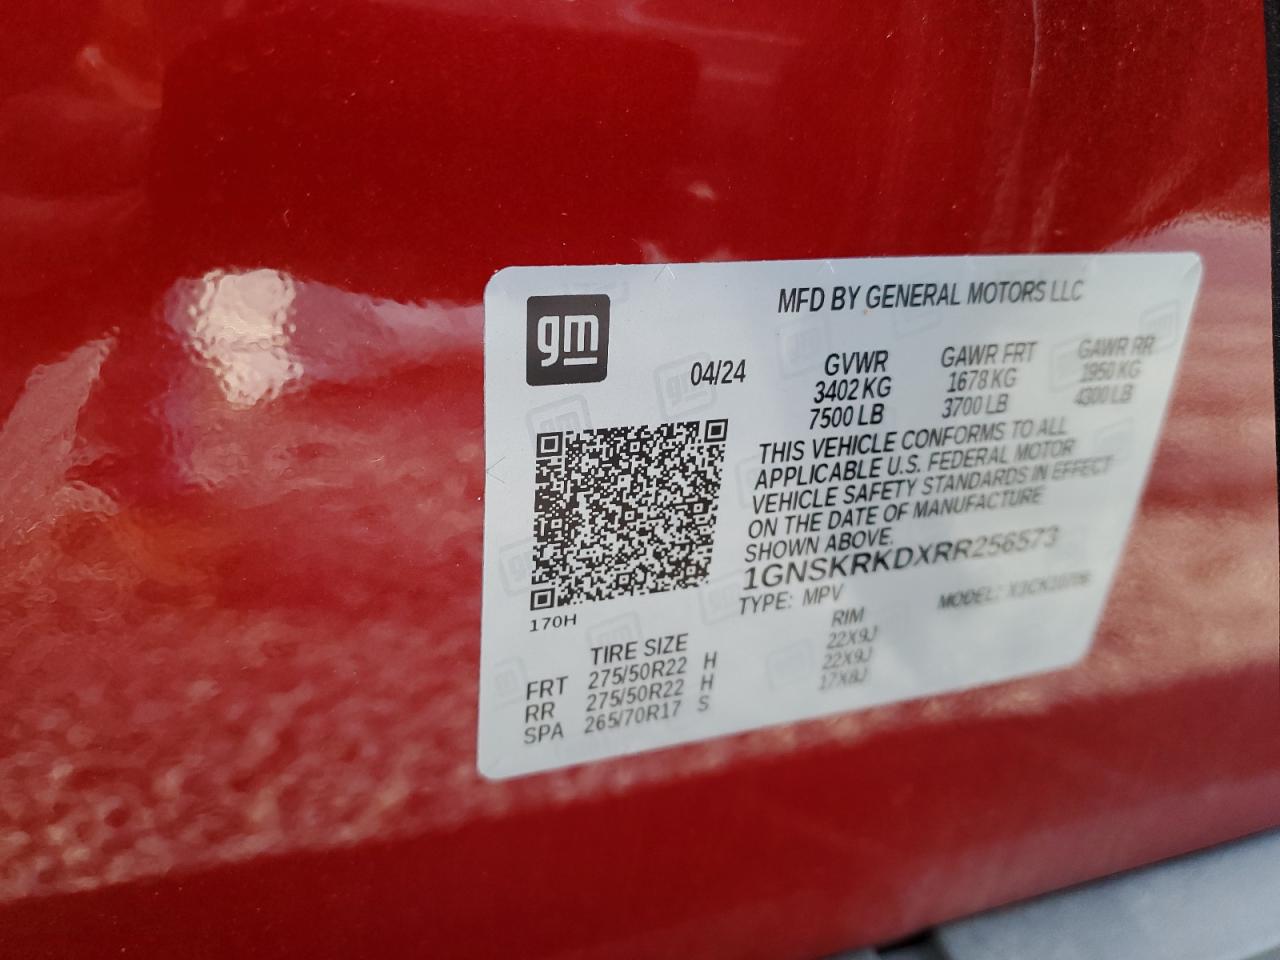 gm
MFD BY GENERAL MOTORS LLC
04/24
GVWR GAWR FRT GAWR RR
3402 KG 1678 KG 1950 KG
7500 LB 3700 LB 4300 LB
THIS VEHICLE CONFORMS TO ALL
APPLICABLE U.S. FEDERAL MOTOR
VEHICLE SAFETY STANDARDS IN EFFECT
ON THE DATE OF MANUFACTURE
SHOWN ABOVE.
1GNSKRKDXRR256573
TYPE: MPV MODEL:
170H
TIRE SIZE RIM
FRT 275/50R22 H 22X9J
RR 275/50R22 H 22X9J
SPA 265/70R17 S 17X8J